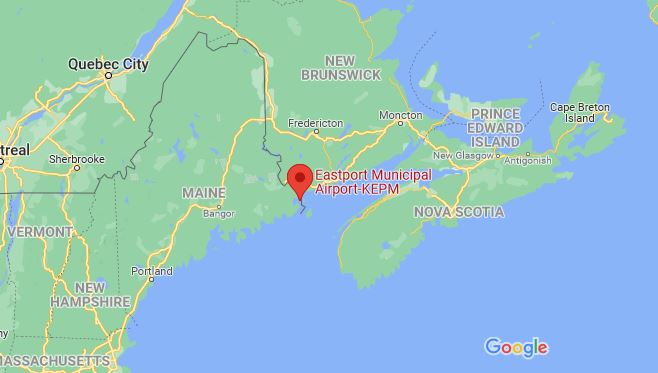 Quebec City
NEW
BRUNSWICK
Cape Breton
Island
PRINCE
EDWARD
ISLAND
Moncton
Fredericton
treal
Sherbrooke
New Glasgow
Antigonish
Eastport Municipal
Airport-KEPM
MAINE
Bangor
NOVA SCOTIA
VERMONT
Portland
NEW
HAMPSHIRE
ny
MASSACHUSETTS
Google